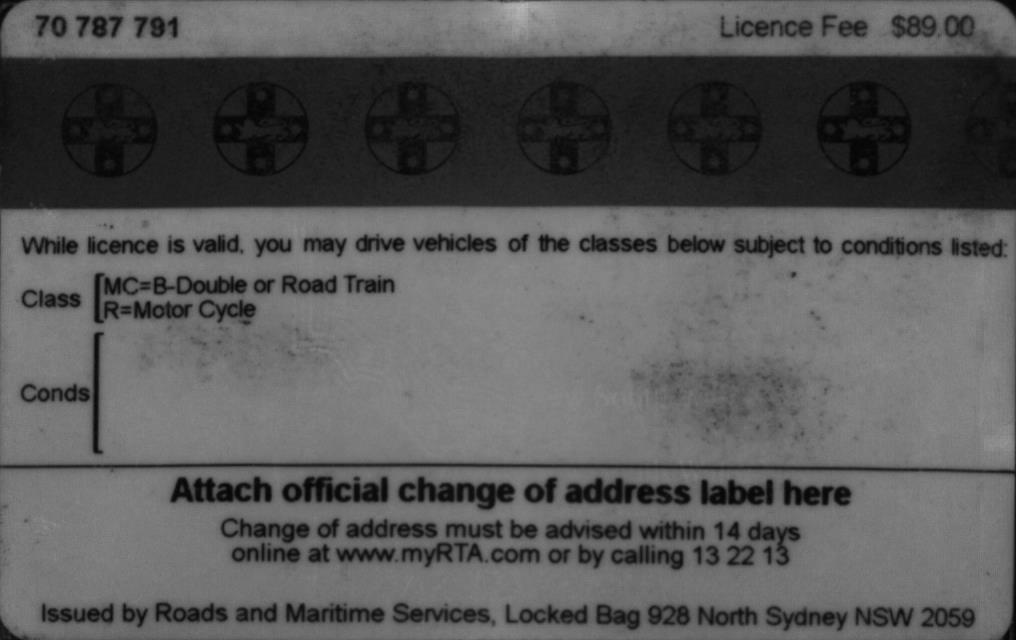 70 787 791 Licence Fee $89.00
While licence is valid, you may drive vehicles of the classes below subject to conditions listed:
Class MC=B-Double or Road Train
R=Motor Cycle
Conds
Attach official change of address label here
Change of address must be advised within 14 days
online at www.myRTA.com or by calling 13 22 13
Issued by Roads and Maritime Services, Locked Bag 928 North Sydney NSW 2059